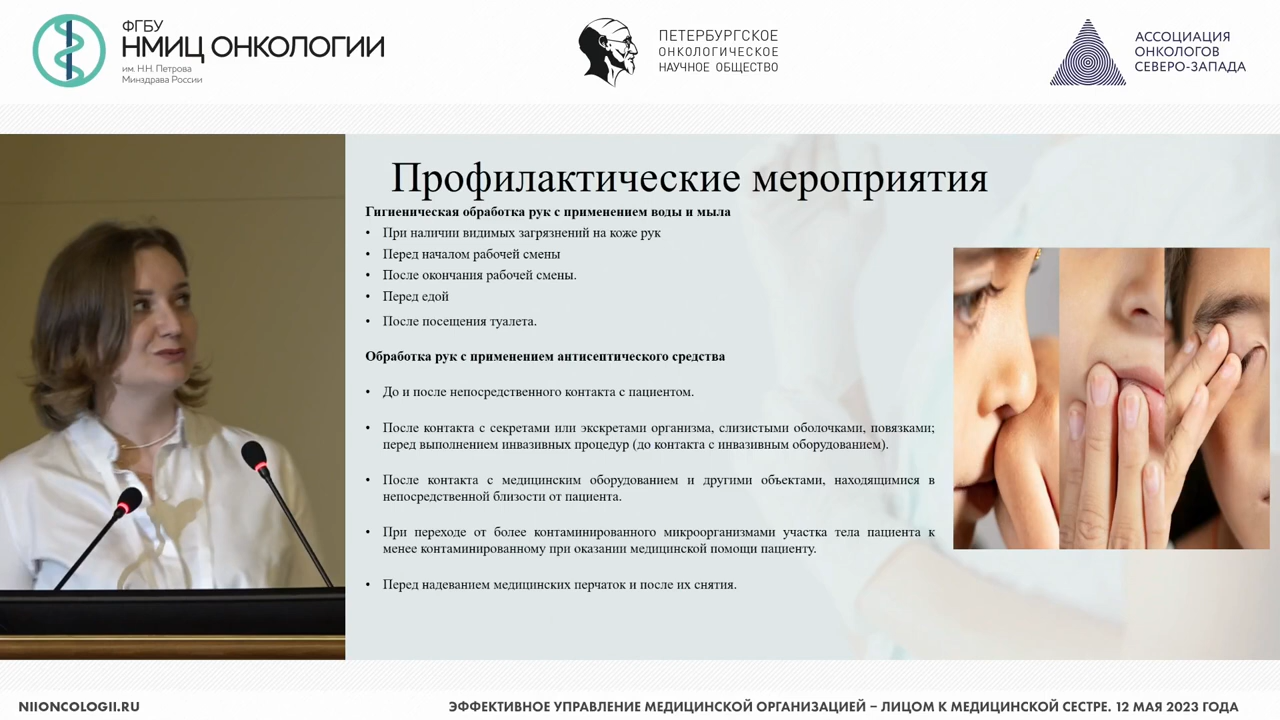 ФГБУ
НМИЦ ОНКОЛОГИИ
им. Н.Н. Петрова
Минздрава России
ПЕТЕРБУРГСКОЕ
ОНКОЛОГИЧЕСКОЕ
НАУЧНОЕ ОБЩЕСТВО
АССОЦИАЦИЯ
ОНКОЛОГОВ
СЕВЕРО-ЗАПАДА
Профилактические мероприятия
Гигиеническая обработка рук с применением воды и мыла
• При наличии видимых загрязнений на коже рук
• Перед началом рабочей смены
• После окончания рабочей смены.
• Перед едой
• После посещения туалета.
Обработка рук с применением антисептического средства
• До и после непосредственного контакта с пациентом.
• После контакта с секретами или экскретами организма, слизистыми оболочками, повязками;
перед выполнением инвазивных процедур (до контакта с инвазивным оборудованием).
• После контакта с медицинским оборудованием и другими объектами, находящимися в
непосредственной близости от пациента.
• При переходе от более контаминированного микроорганизмами участка тела пациента к
менее контаминированному при оказании медицинской помощи пациенту.
• Перед надеванием медицинских перчаток и после их снятия.
NIIONCOLOGII.RU
ЭФФЕКТИВНОЕ УПРАВЛЕНИЕ МЕДИЦИНСКОЙ ОРГАНИЗАЦИЕЙ – ЛИЦОМ К МЕДИЦИНСКОЙ СЕСТРЕ. 12 МАЯ 2023 ГОДА